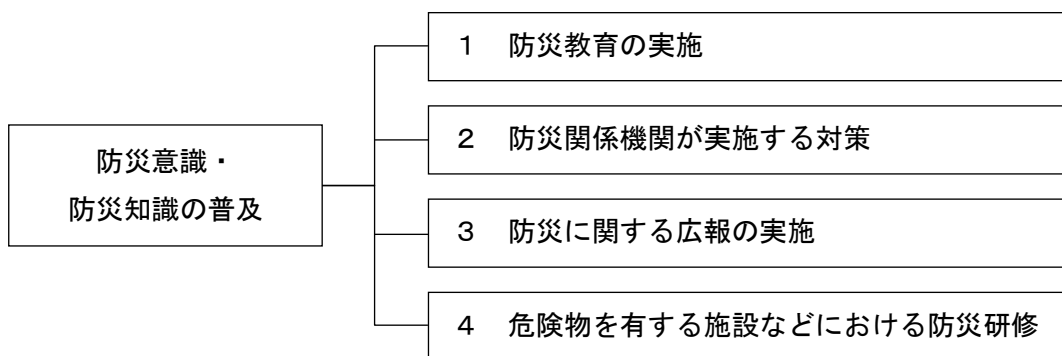 防災意識・
防災知識の普及
１　防災教育の実施
２　防災関係機関が実施する対策
３　防災に関する広報の実施
４　危険物を有する施設などにおける防災研修